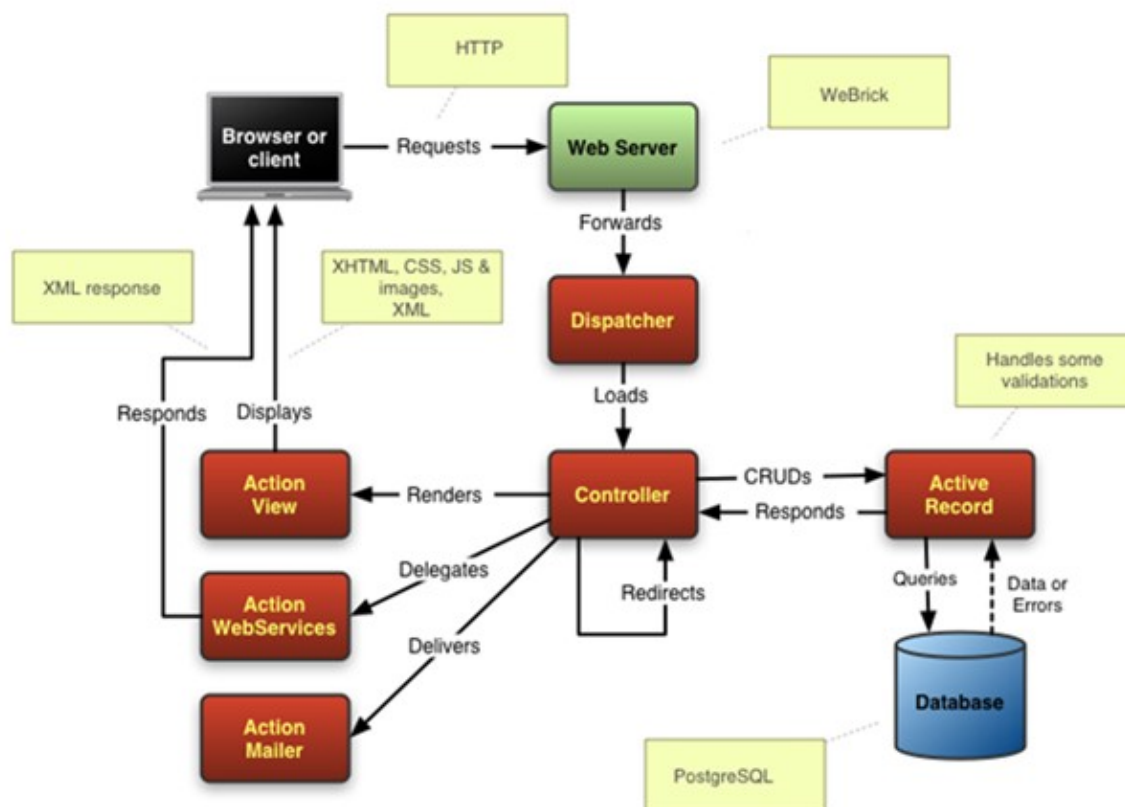 HTTP
WeBrick
Browser or
client
Requests
Web Server
Forwards
XML response
XHTML, CSS, JS &
images,
XML
Dispatcher
Handles some
validations
Loads
Responds
Displays
Action
View
Renders
Controller
CRUDs
Responds
Active
Record
Delegates
Redirects
Queries
Data or
Errors
Action
WebServices
Delivers
Action
Mailer
Database
PostgreSQL